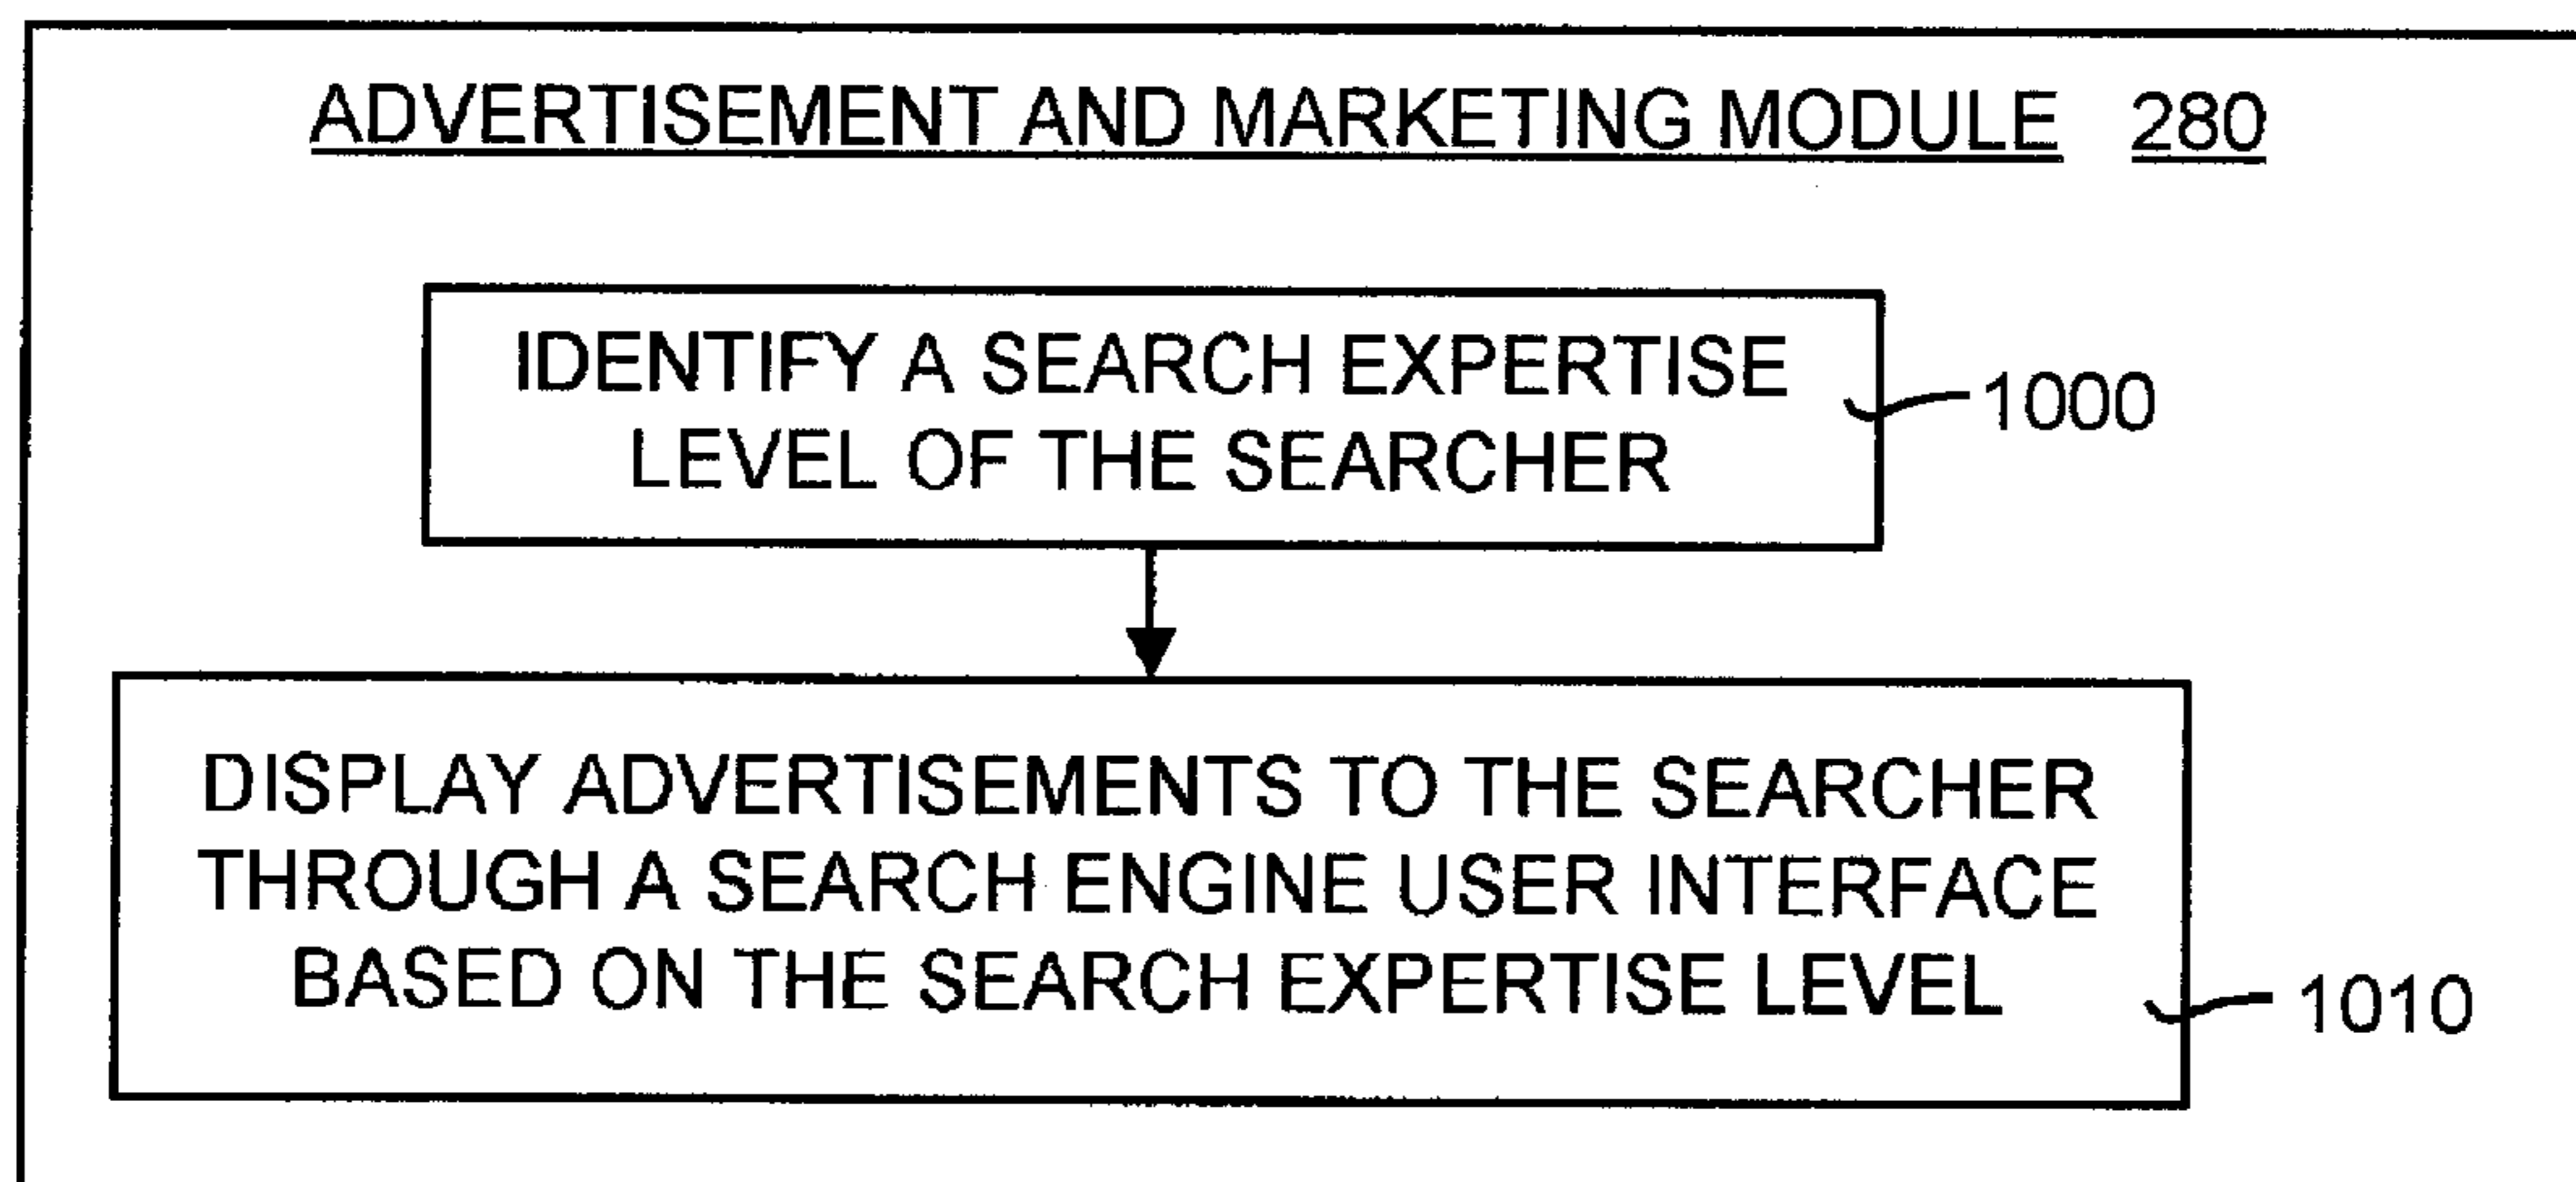 ADVERTISEMENT AND MARKETING MODULE 280
IDENTIFY A SEARCH EXPERTISE
LEVEL OF THE SEARCHER
1000
DISPLAY ADVERTISEMENTS TO THE SEARCHER
THROUGH A SEARCH ENGINE USER INTERFACE
BASED ON THE SEARCH EXPERTISE LEVEL
1010